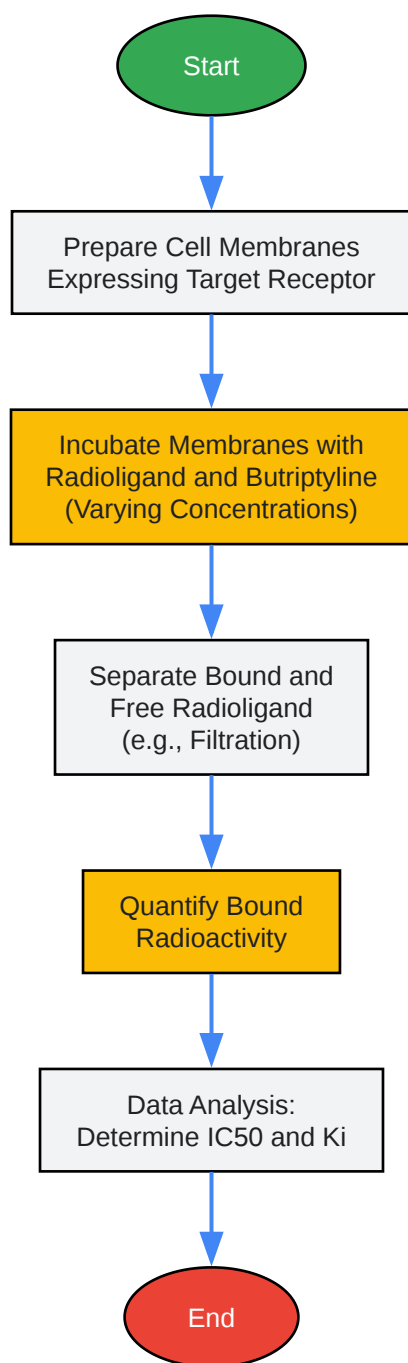 Start
Prepare Cell Membranes
Expressing Target Receptor
Incubate Membranes with
Radioligand and Butriptyline
(Varying Concentrations)
Separate Bound and
Free Radioligand
(e.g., Filtration)
Quantify Bound
Radioactivity
Data Analysis:
Determine IC50 and Ki
End